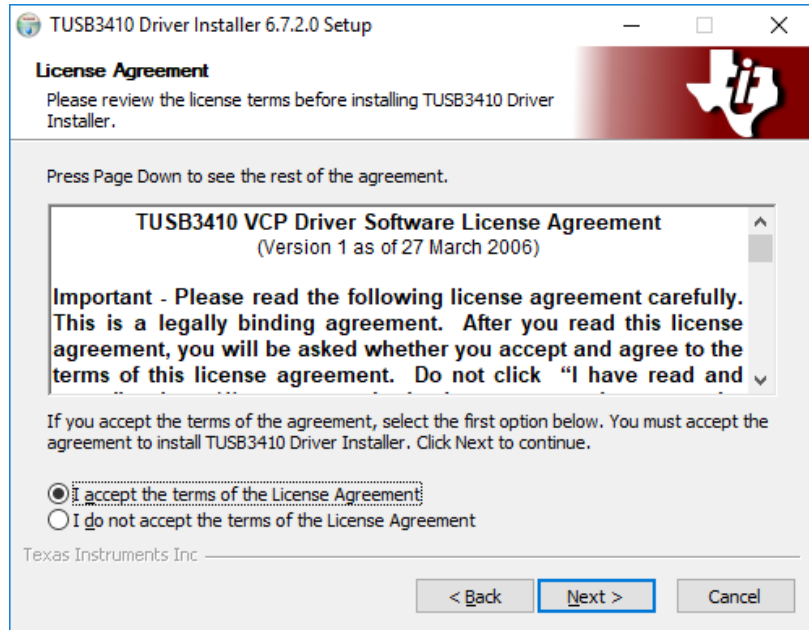 TUSB3410 Driver Installer 6.7.2.0 Setup
License Agreement
Please review the license terms before installing TUSB3410 Driver
Installer.
Press Page Down to see the rest of the agreement.
TUSB3410 VCP Driver Software License Agreement
(Version 1 as of 27 March 2006)
Important - Please read the following license agreement carefully.
This is a legally binding agreement. After you read this license
agreement, you will be asked whether you accept and agree to the
terms of this license agreement. Do not click “I have read and
If you accept the terms of the agreement, select the first option below. You must accept the
agreement to install TUSB3410 Driver Installer. Click Next to continue.
I accept the terms of the License Agreement
I do not accept the terms of the License Agreement
Texas Instruments Inc
< Back
Next >
Cancel